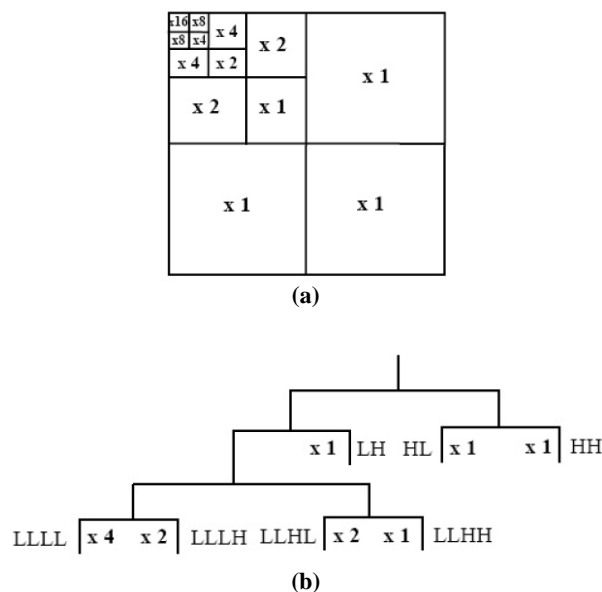 x16 x8
x 4
x 2
x8 x4
x 4 x 2
x 1
x 2 x 1
x 1 x 1
(a)
x 1 LH HL x 1 x 1 HH
LLLL x 4 x 2 LLLH LLHL x 2 x 1 LLHH
(b)